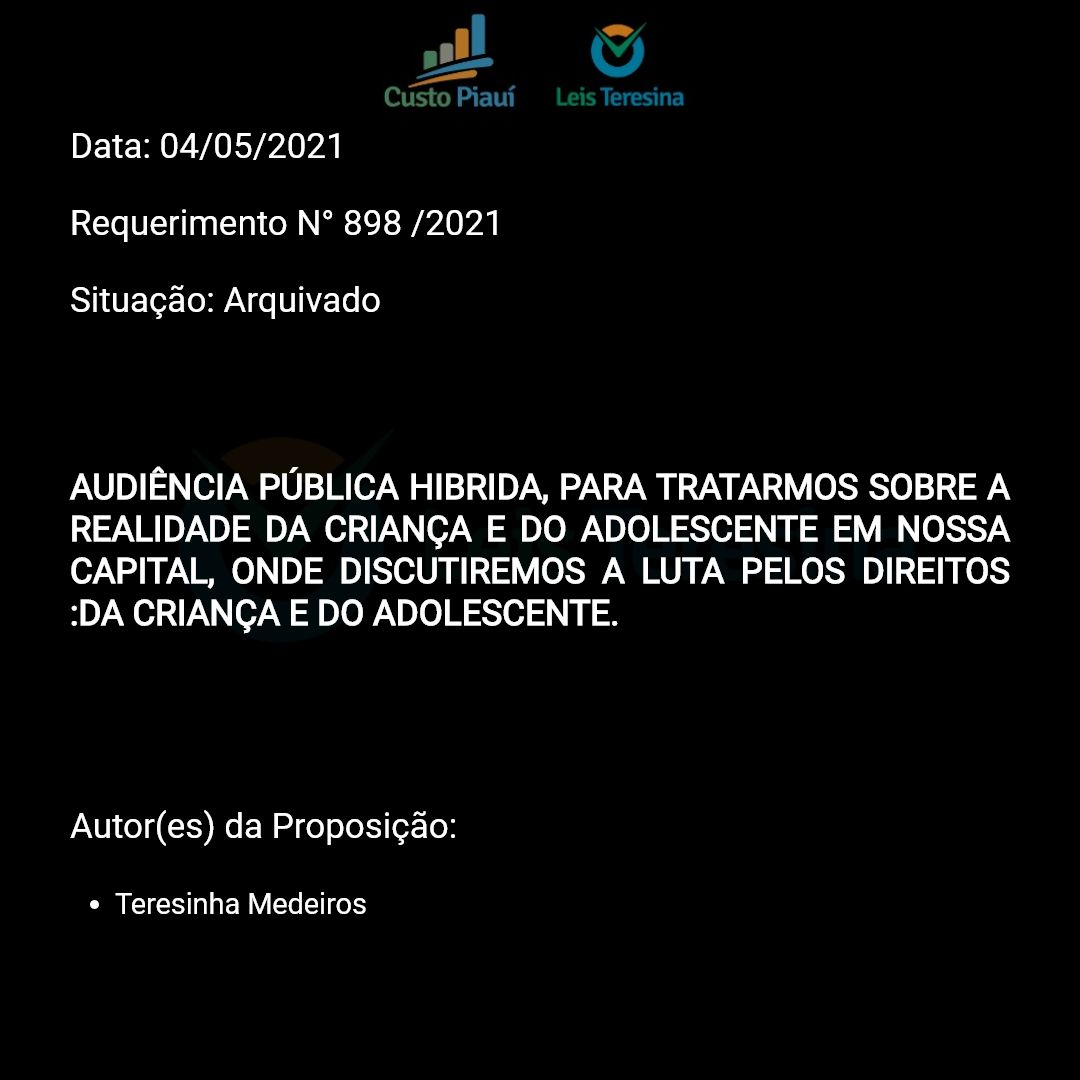 Custo Piauí
Leis Teresina
Data: 04/05/2021
Requerimento N° 898 /2021
Situação: Arquivado
AUDIÊNCIA PÚBLICA HIBRIDA, PARA TRATARMOS SOBRE A
REALIDADE DA CRIANÇA E DO ADOLESCENTE EM NOSSA
CAPITAL, ONDE DISCUTIREMOS A LUTA PELOS DIREITOS
:DA CRIANÇA E DO ADOLESCENTE.
Leis Teresina
Autor(es) da Proposição:
• Teresinha Medeiros